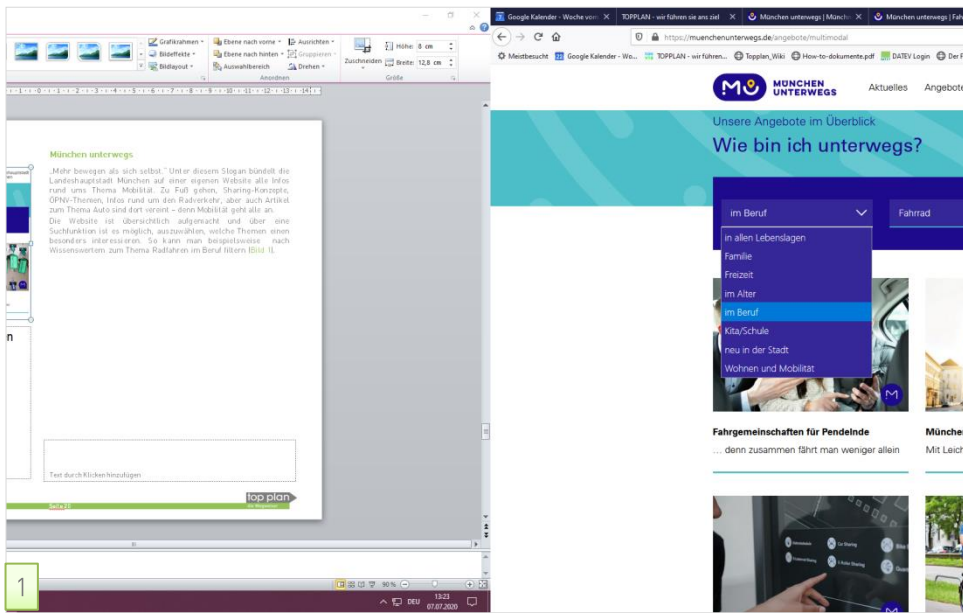 Grafikrahmen
Bildeffekte
Bildlayout
Ebene nach vorne
Ebene nach hinten
Auswahlbereich
Ausrichten
Gruppieren
Drehen
Anordnen
Zuschneiden
Höhe: 8 cm
Breite: 12,8 cm
Größe
München unterwegs
„Mehr bewegen als sich selbst." Unter diesem Slogan bündelt die
Landeshauptstadt München auf einer eigenen Website alle Infos
rund ums Thema Mobilität. Zu Fuß gehen, Sharing-Konzepte,
ÖPNV-Themen, Infos rund um den Radverkehr, aber auch Artikel
zum Thema Auto sind dort vereint – denn Mobilität geht alle an.
Die Website ist übersichtlich aufgemacht und über eine
Suchfunktion ist es möglich, auszuwählen, welche Themen einen
besonders interessieren. So kann man beispielsweise nach
Wissenswertem zum Thema Radfahren im Beruf filtern (Bild 1).
n
Text durch Klicken hinzufügen
top plan
Seite 21
1
90%
DEU
13:23
07.07.2020
Google Kalender - Woche vom
TOPPLAN - wir führen sie ans ziel
München unterwegs | Münch
München unterwegs | Fah
https://muenchenunterwegs.de/angebote/multimodal
Meistbesucht
Google Kalender - Wo...
TOPPLAN - wir führen...
Topplan_Wiki
How-to-dokumente.pdf
DATEV Login
Der F
MÜNCHEN
UNTERWEGS
Aktuelles
Angebote
Unsere Angebote im Überblick
Wie bin ich unterwegs?
im Beruf
Fahrrad
in allen Lebenslagen
Familie
Freizeit
im Alter
im Beruf
Kita/Schule
neu in der Stadt
Wohnen und Mobilität
Fahrgemeinschaften für Pendelnde
... denn zusammen fährt man weniger allein
Münche
Mit Leich
Car Sharing
E-Roller Sharing